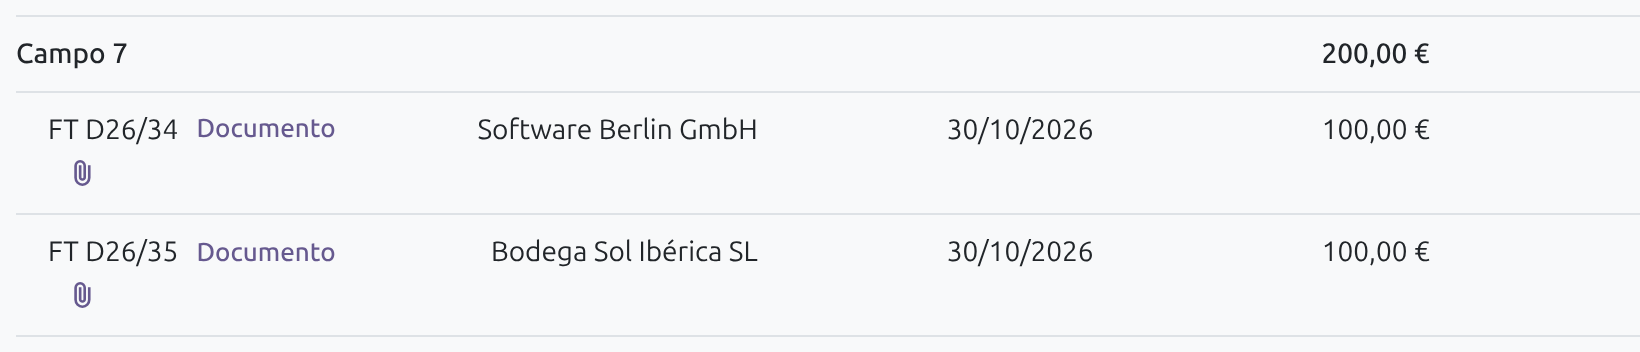 Campo 7 200,00 €
FT D26/34 Documento Software Berlin GmbH 30/10/2026 100,00 €
FT D26/35 Documento Bodega Sol Ibérica SL 30/10/2026 100,00 €